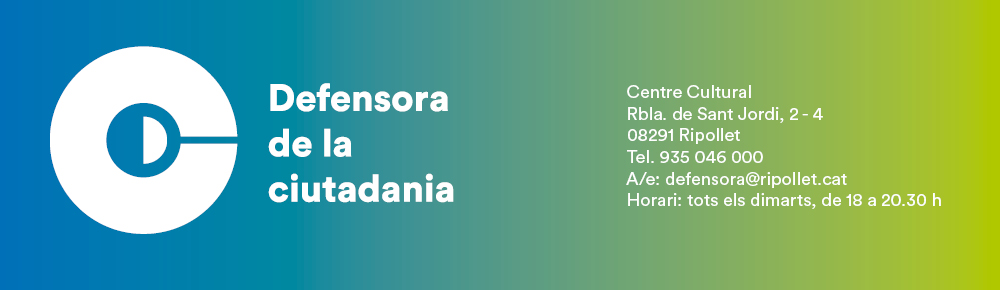 Defensora
de la
ciutadania
Centre Cultural
Rbla. de Sant Jordi, 2 - 4
08291 Ripollet
Tel. 935 046 000
A/e: defensora@ripollet.cat
Horari: tots els dimarts, de 18 a 20.30 h